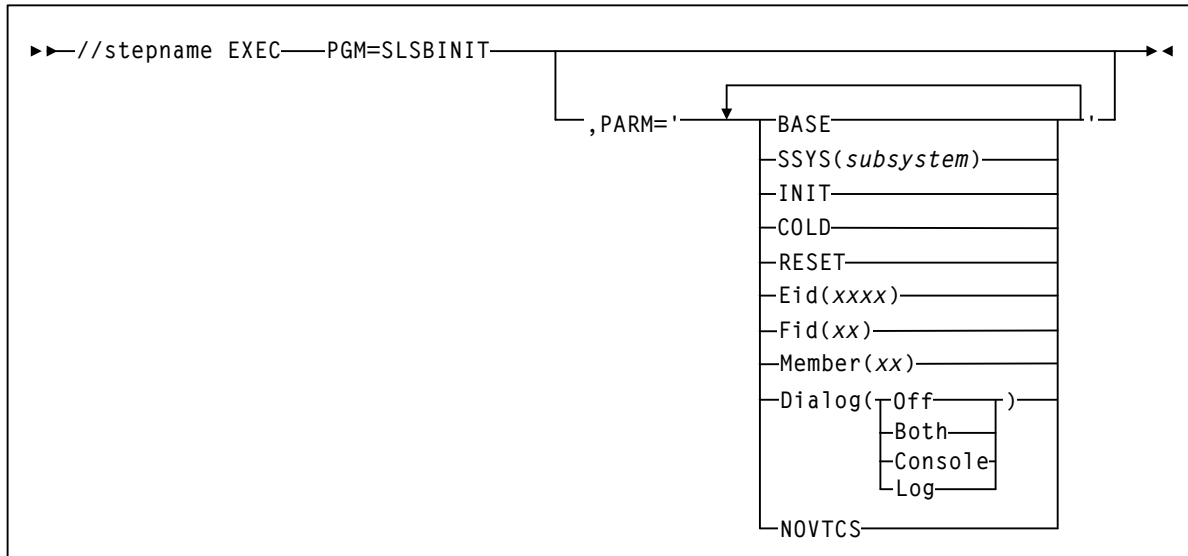 //stepname EXEC PGM=SLSBINIT
,PARM=' BASE '
SSYS(subsystem)
INIT
COLD
RESET
Eid(xxxx)
Fid(xx)
Member(xx)
Dialog( Off )
Both
Console
Log
NOVTCS